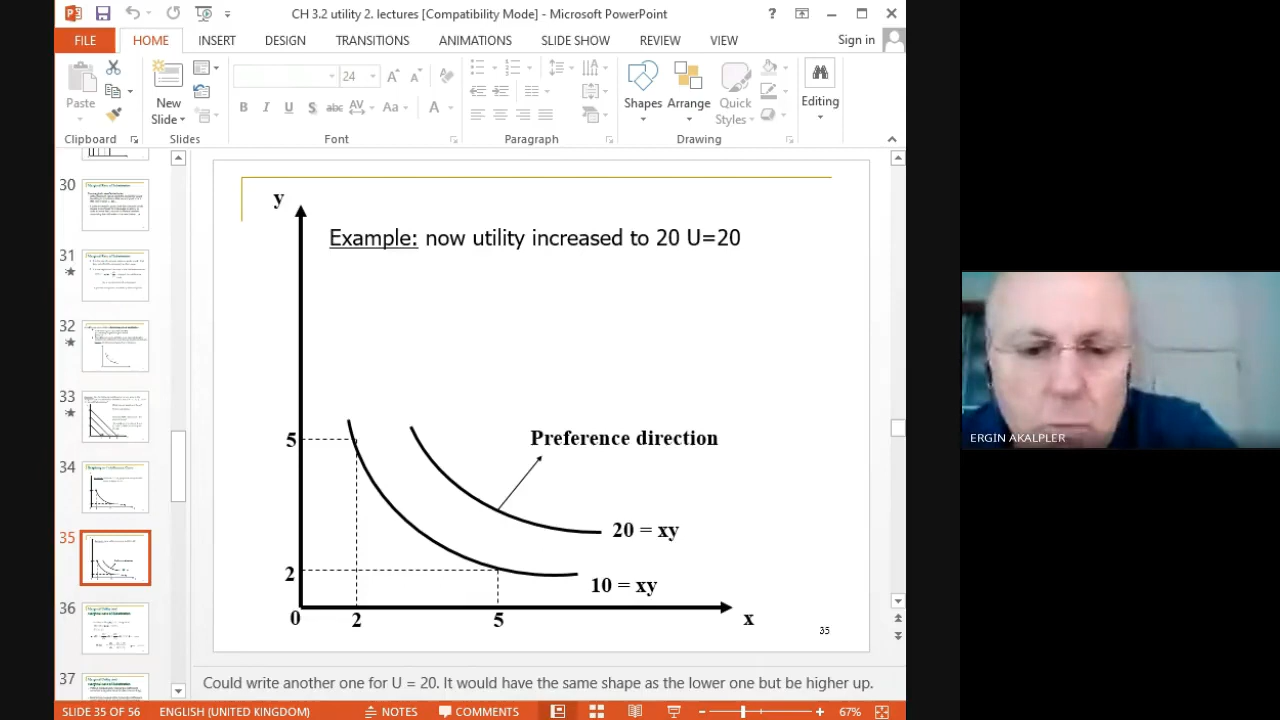 CH 3.2 utility 2. lectures [Compatibility Mode] - Microsoft PowerPoint
FILE HOME INSERT DESIGN TRANSITIONS ANIMATIONS SLIDE SHOW REVIEW VIEW Sign in
Paste
New
Slide
24
Shapes Arrange Quick
Styles
Editing
Clipboard Slides Font Paragraph Drawing
30
31
32
33
34
35
36
37
y
Example: now utility increased to 20 U=20
Preference direction
5
20 = xy
2
10 = xy
0 2 5 x
35
ERGIN AKALPLER
Could write another one for U = 20, it would have the same shape as the lower one but be higher up.
SLIDE 35 OF 56 ENGLISH (UNITED KINGDOM) NOTES COMMENTS 67%